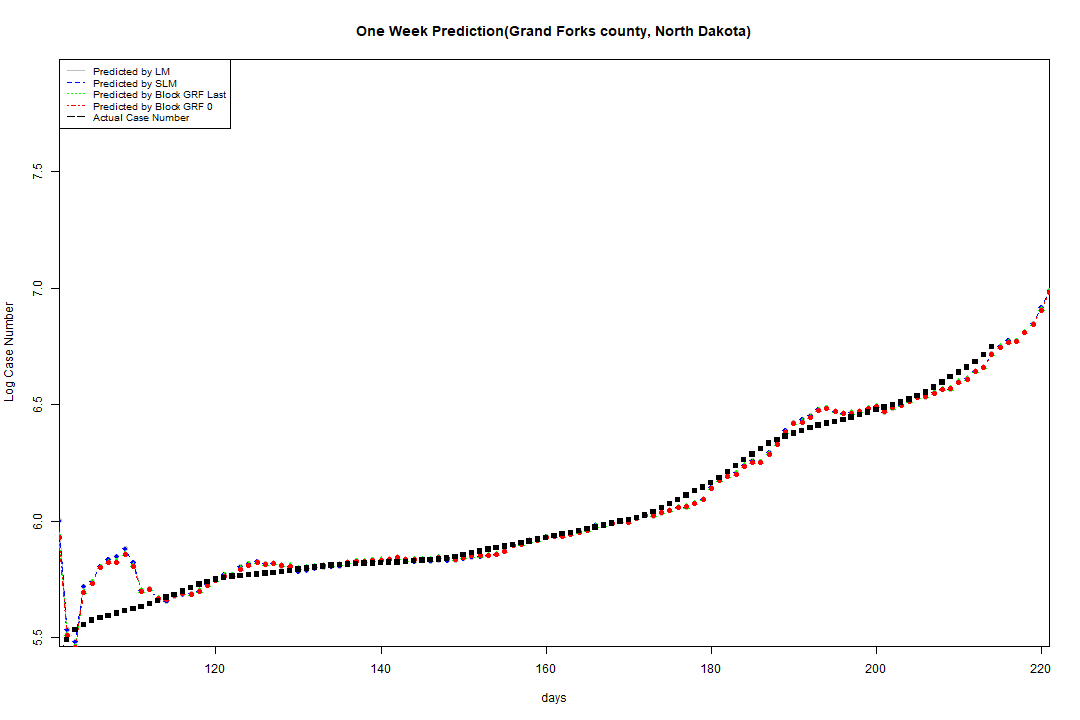 One Week Prediction(Grand Forks county, North Dakota)
Predicted by LM
Predicted by SLM
Predicted by Block GRF Last
Predicted by Block GRF 0
Actual Case Number
Log Case Number
7.5
7.0
6.5
6.0
5.5
120 140 160 180 200 220
days